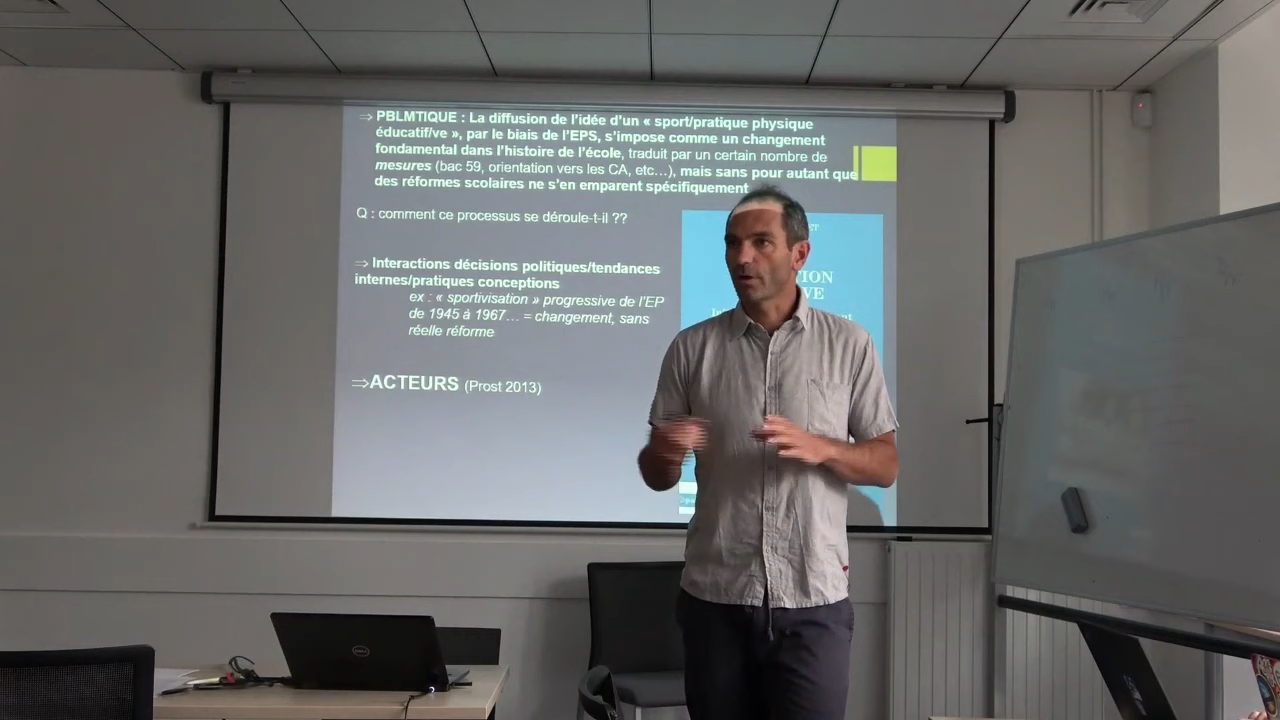 ⇒ PBLMTIQUE : La diffusion de l'idée d'un « sport/pratique physique
éducatif/ve », par le biais de l'EPS, s'impose comme un changement
fondamental dans l'histoire de l'école, traduit par un certain nombre de
mesures (bac 59, orientation vers les CA, etc…), mais sans pour autant que
des réformes scolaires ne s'en emparent spécifiquement
Q : comment ce processus se déroule-t-il ??
⇒ Interactions décisions politiques/tendances
internes/pratiques conceptions
ex : « sportivisation » progressive de l'EP
de 1945 à 1967… = changement, sans
réelle réforme
⇒ACTEURS (Prost 2013)
DELL